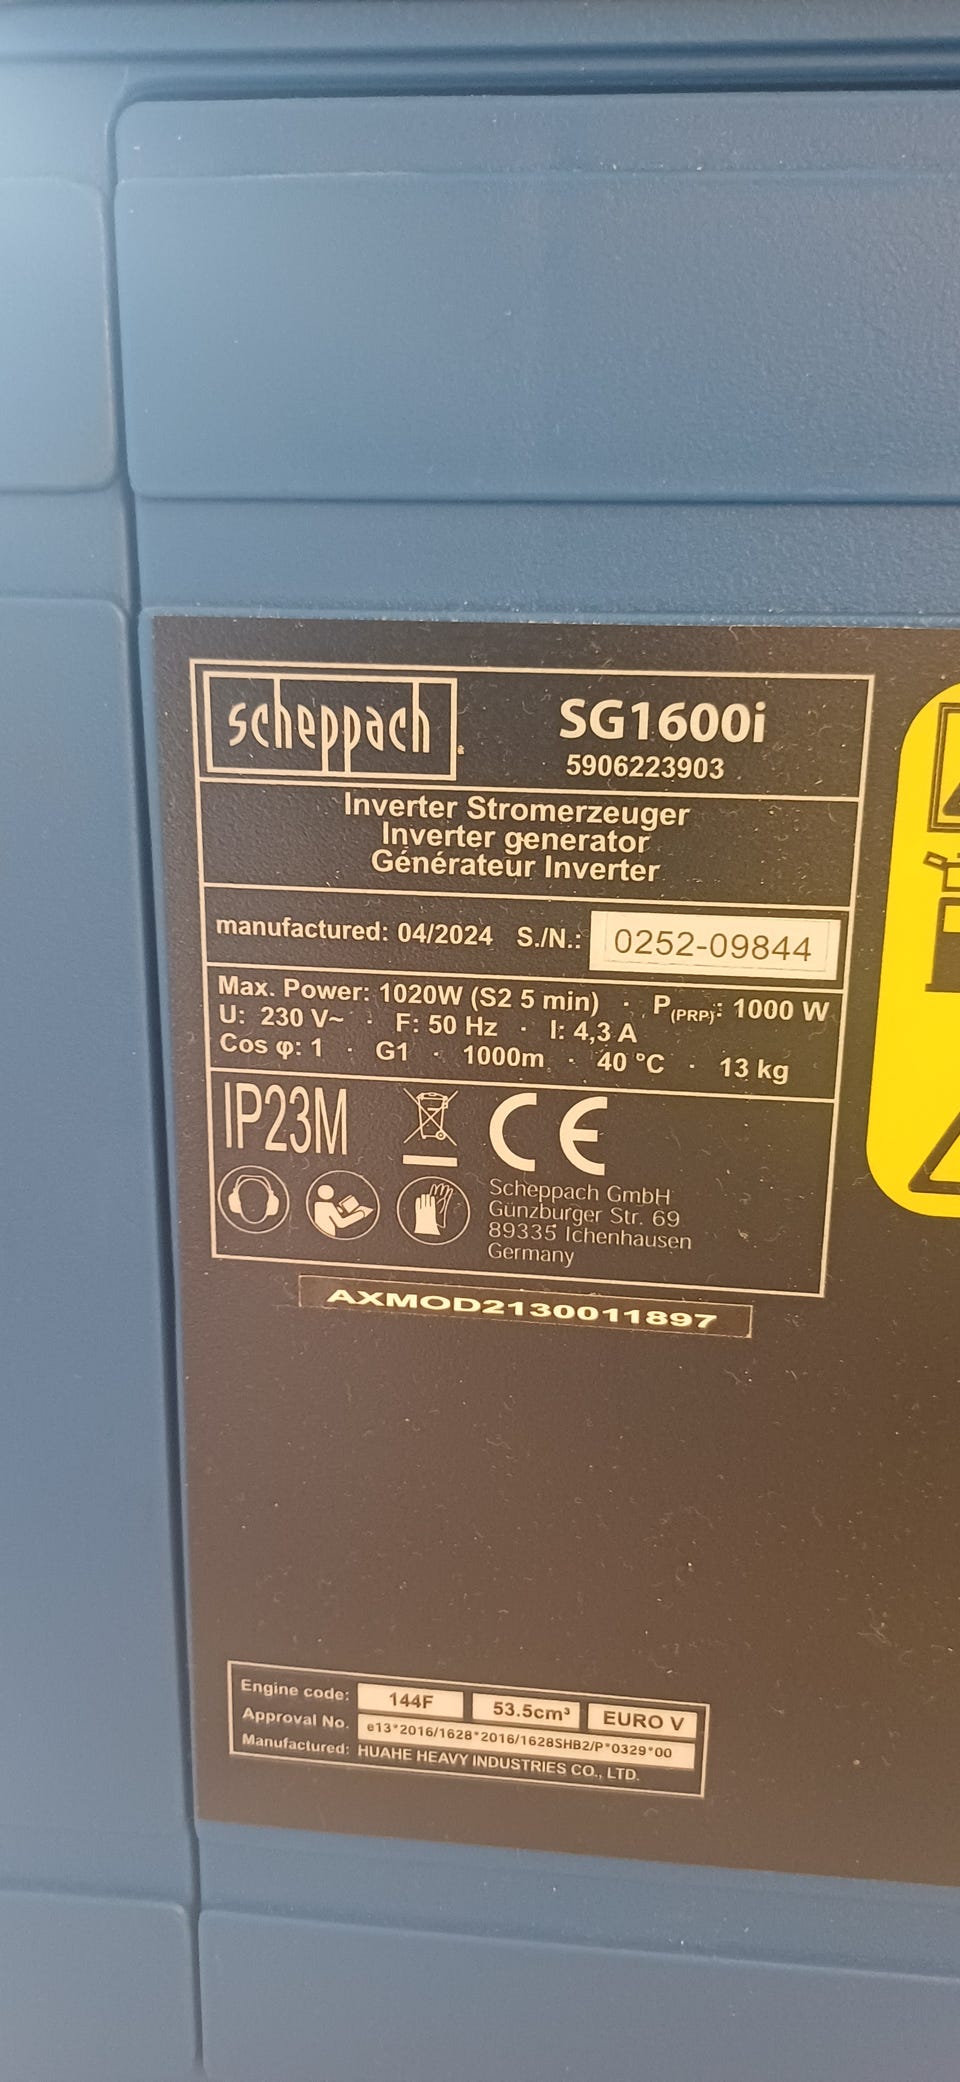 scheppach
SG1600i
5906223903
Inverter Stromerzeuger
Inverter generator
Générateur Inverter
manufactured: 04/2024 S./N.: 0252-09844
Max. Power: 1020W (S2 5 min) · P(PRP): 1000 W
U: 230 V~ · F: 50 Hz · I: 4,3 A
Cos φ: 1 · G1 · 1000m · 40 °C · 13 kg
IP23M
CE
Scheppach GmbH
Günzburger Str. 69
89335 Ichenhausen
Germany
AXMOD2130011897
Engine code: 144F 53.5cm³ EURO V
Approval No. e13*2016/1628*2016/1628SHB2/P*0329*00
Manufactured: HUAHE HEAVY INDUSTRIES CO., LTD.